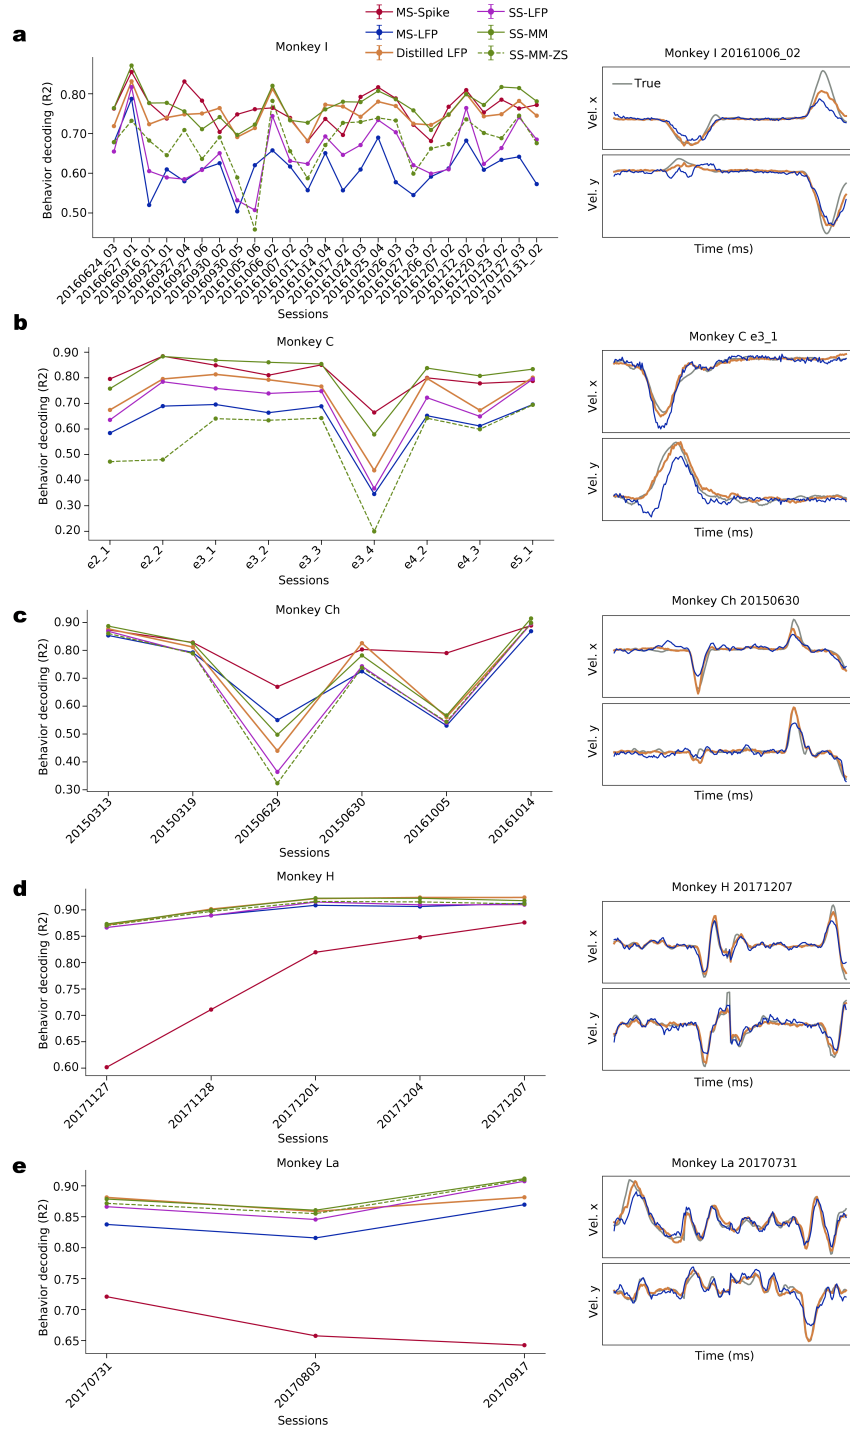 MS-Spike
MS-LFP
Distilled LFP
SS-LFP
SS-MM
SS-MM-ZS
a
Monkey I
Behavior decoding (R2)
0.80
0.70
0.60
0.50
20160624_03
20160627_01
20160916_01
20160921_01
20160927_04
20160927_06
20160930_02
20160930_05
20161005_06
20161006_02
20161007_02
20161011_03
20161014_04
20161017_02
20161024_03
20161025_04
20161026_03
20161027_03
20161206_02
20161207_02
20161212_02
20161220_02
20170123_02
20170127_03
20170131_02
Sessions
Monkey I 20161006_02
True
Vel. x
Vel. y
Time (ms)
b
Monkey C
Behavior decoding (R2)
0.90
0.80
0.70
0.60
0.50
0.40
0.30
0.20
e2_1
e2_2
e3_1
e3_2
e3_3
e3_4
e4_2
e4_3
e5_1
Sessions
Monkey C e3_1
Vel. x
Vel. y
Time (ms)
c
Monkey Ch
Behavior decoding (R2)
0.90
0.80
0.70
0.60
0.50
0.40
0.30
20150313
20150319
20150629
20150630
20161005
20161014
Sessions
Monkey Ch 20150630
Vel. x
Vel. y
Time (ms)
d
Monkey H
Behavior decoding (R2)
0.90
0.85
0.80
0.75
0.70
0.65
0.60
20171127
20171128
20171201
20171204
20171207
Sessions
Monkey H 20171207
Vel. x
Vel. y
Time (ms)
e
Monkey La
Behavior decoding (R2)
0.90
0.85
0.80
0.75
0.70
0.65
20170731
20170803
20170917
Sessions
Monkey La 20170731
Vel. x
Vel. y
Time (ms)